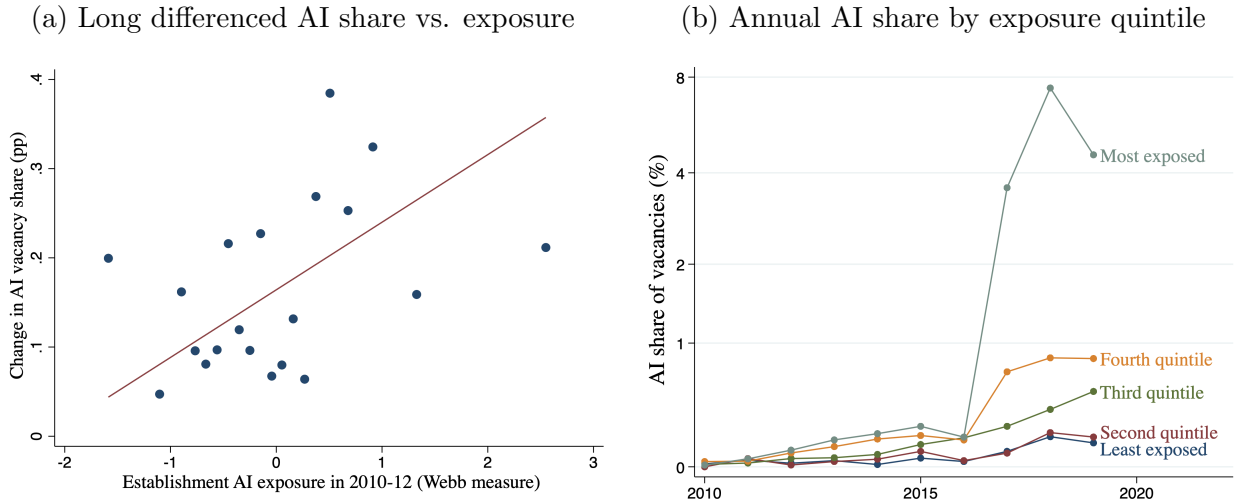 (a) Long differenced AI share vs. exposure
.4
.3
.2
.1
0
Change in AI vacancy share (pp)
-2 -1 0 1 2 3
Establishment AI exposure in 2010-12 (Webb measure)
(b) Annual AI share by exposure quintile
8
4
2
1
0
AI share of vacancies (%)
Most exposed
Fourth quintile
Third quintile
Second quintile
Least exposed
2010 2015 2020